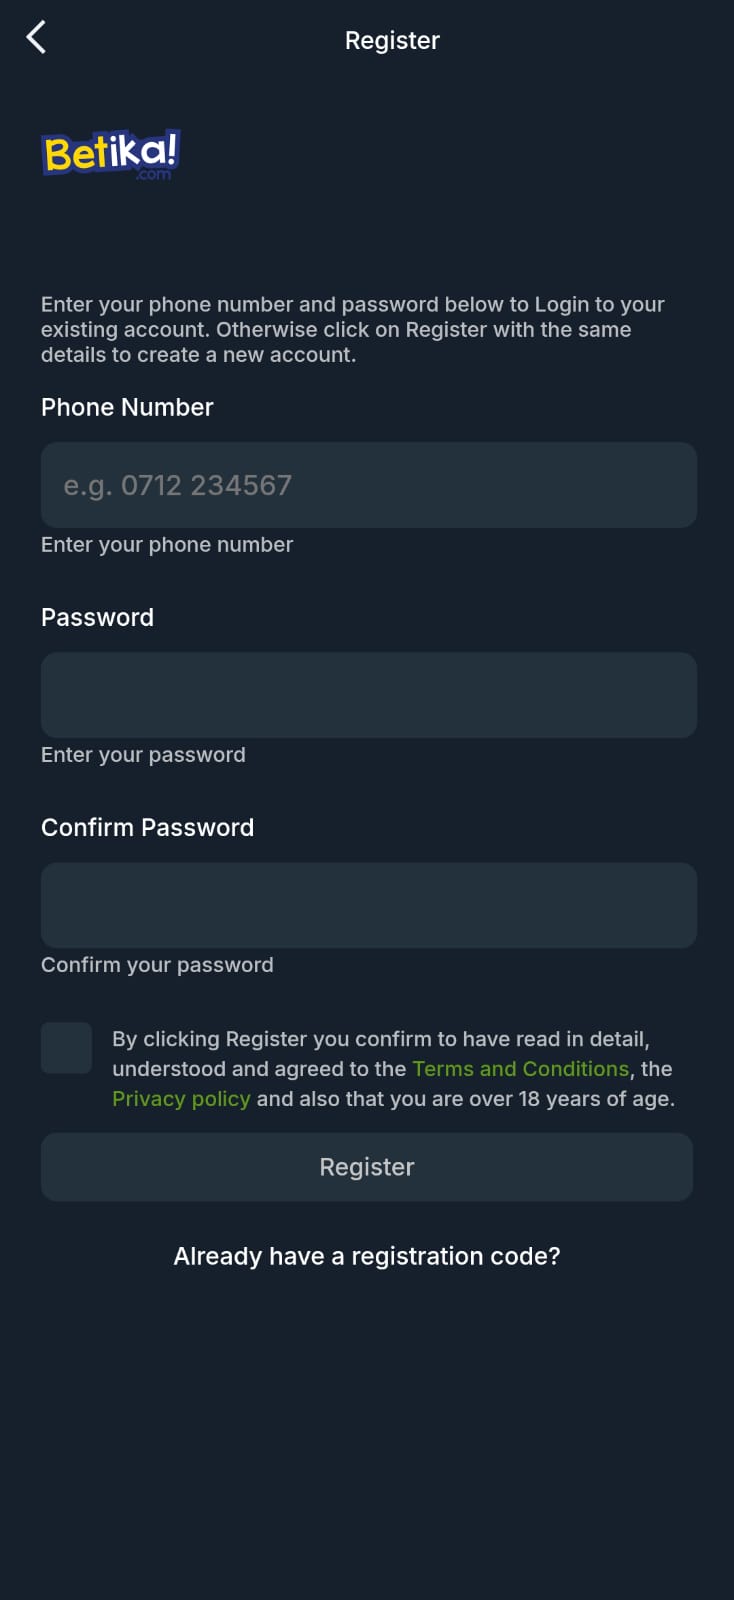 Register
Betika!
.com
Enter your phone number and password below to Login to your
existing account. Otherwise click on Register with the same
details to create a new account.
Phone Number
e.g. 0712 234567
Enter your phone number
Password
Enter your password
Confirm Password
Confirm your password
By clicking Register you confirm to have read in detail,
understood and agreed to the Terms and Conditions, the
Privacy policy and also that you are over 18 years of age.
Register
Already have a registration code?